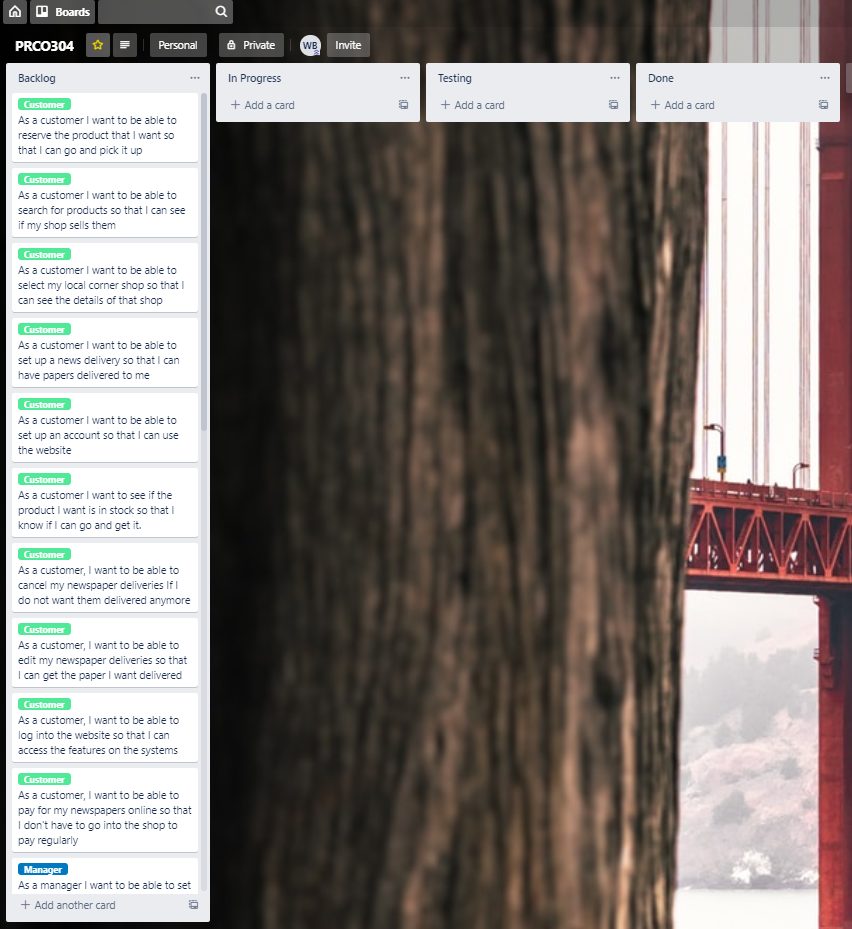 Boards
PRCO304
Personal
Private
WB
Invite
Backlog
Customer
As a customer I want to be able to
reserve the product that I want so
that I can go and pick it up
Customer
As a customer I want to be able to
search for products so that I can see
if my shop sells them
Customer
As a customer I want to be able to
select my local corner shop so that I
can see the details of that shop
Customer
As a customer I want to be able to
set up a news delivery so that I can
have papers delivered to me
Customer
As a customer I want to be able to
set up an account so that I can use
the website
Customer
As a customer I want to see if the
product I want is in stock so that I
know if I can go and get it.
Customer
As a customer, I want to be able to
cancel my newspaper deliveries If I
do not want them delivered anymore
Customer
As a customer, I want to be able to
edit my newspaper deliveries so that
I can get the paper I want delivered
Customer
As a customer, I want to be able to
log into the website so that I can
access the features on the systems
Customer
As a customer, I want to be able to
pay for my newspapers online so that
I don't have to go into the shop to
pay regularly
Manager
As a manager I want to be able to set
+ Add another card
In Progress
+ Add a card
Testing
+ Add a card
Done
+ Add a card